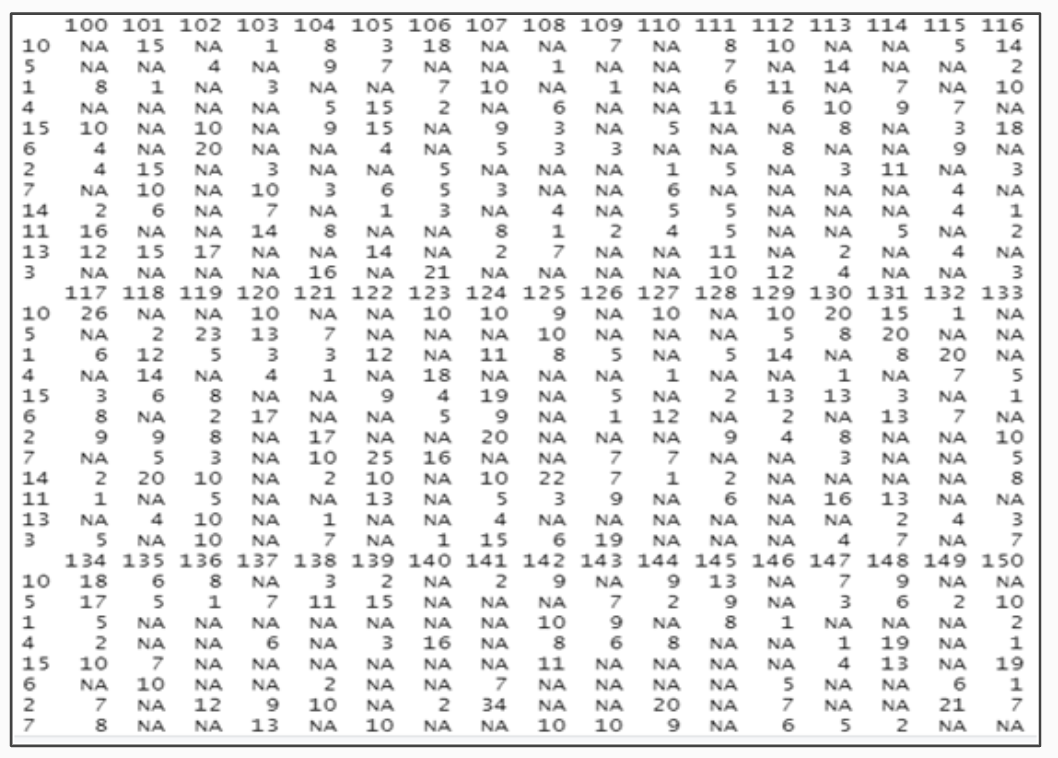 100 101 102 103 104 105 106 107 108 109 110 111 112 113 114 115 116
10 NA 15 NA 1 8 3 18 NA NA 7 NA 8 10 NA NA 5 14
5 NA NA 4 NA 9 7 NA NA 1 NA NA 7 NA 14 NA NA 2
1 8 1 NA 3 NA NA 7 10 NA 1 NA 6 11 NA 7 NA 10
4 NA NA NA NA 5 15 2 NA 6 NA NA 11 6 10 9 7 NA
15 10 NA 10 NA 9 15 NA 9 3 NA 5 NA NA 8 NA 3 18
6 4 NA 20 NA NA 4 NA 5 3 3 NA NA 8 NA NA 9 NA
2 4 15 NA 3 NA NA 5 NA NA NA 1 5 NA 3 11 NA 3
7 NA 10 NA 10 3 6 5 3 NA NA 6 NA NA NA NA 4 NA
14 2 6 NA 7 NA 1 3 NA 4 NA 5 5 NA NA NA 4 1
11 16 NA NA 14 8 NA NA 8 1 2 4 5 NA NA 5 NA 2
13 12 15 17 NA NA 14 NA 2 7 NA NA 11 NA 2 NA 4 NA
3 NA NA NA NA 16 NA 21 NA NA NA NA 10 12 4 NA NA 3
117 118 119 120 121 122 123 124 125 126 127 128 129 130 131 132 133
10 26 NA NA 10 NA NA 10 10 9 NA 10 NA 10 20 15 1 NA
5 NA 2 23 13 7 NA NA NA 10 NA NA NA 5 8 20 NA NA
1 6 12 5 3 3 12 NA 11 8 5 NA 5 14 NA 8 20 NA
4 NA 14 NA 4 1 NA 18 NA NA NA 1 NA NA 1 NA 7 5
15 3 6 8 NA NA 9 4 19 NA 5 NA 2 13 13 3 NA 1
6 8 NA 2 17 NA NA 5 9 NA 1 12 NA 2 NA 13 7 NA
2 9 9 8 NA 17 NA NA 20 NA NA NA 9 4 8 NA NA 10
7 NA 5 3 NA 10 25 16 NA NA 7 7 NA NA 3 NA NA 5
14 2 20 10 NA 2 10 NA 10 22 7 1 2 NA NA NA NA 8
11 1 NA 5 NA NA 13 NA 5 3 9 NA 6 NA 16 13 NA NA
13 NA 4 10 NA 1 NA NA 4 NA NA NA NA NA NA 2 4 3
3 5 NA 10 NA 7 NA 1 15 6 19 NA NA NA 4 7 NA 7
134 135 136 137 138 139 140 141 142 143 144 145 146 147 148 149 150
10 18 6 8 NA 3 2 NA 2 9 NA 9 13 NA 7 9 NA NA
5 17 5 1 7 11 15 NA NA NA 7 2 9 NA 3 6 2 10
1 5 NA NA NA NA NA NA NA 10 9 NA 8 1 NA NA NA 2
4 2 NA NA 6 NA 3 16 NA 8 6 8 NA NA 1 19 NA 1
15 10 7 NA NA NA NA NA NA 11 NA NA NA NA 4 13 NA 19
6 NA 10 NA NA 2 NA NA 7 NA NA NA NA 5 NA NA 6 1
2 7 NA 12 9 10 NA 2 34 NA NA 20 NA 7 NA NA 21 7
7 8 NA NA 13 NA 10 NA NA 10 10 9 NA 6 5 2 NA NA